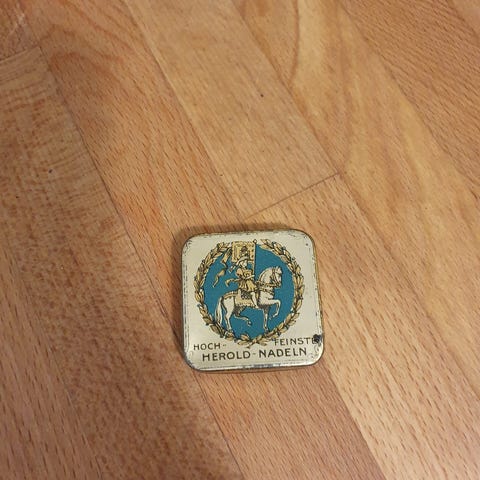 HOCH- FEINSTE
HEROLD-NADELN